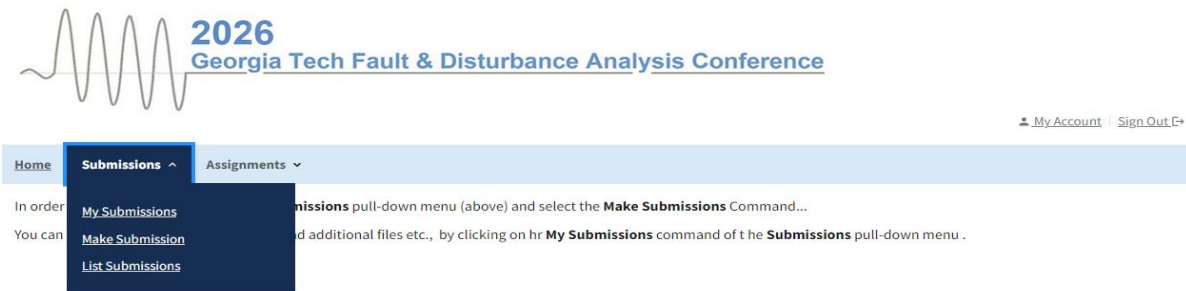 2026
Georgia Tech Fault & Disturbance Analysis Conference
My Account Sign Out
Home Submissions Assignments
In order missions pull-down menu (above) and select the Make Submissions Command...
My Submissions
You can d additional files etc., by clicking on hr My Submissions command of t he Submissions pull-down menu .
Make Submission
List Submissions